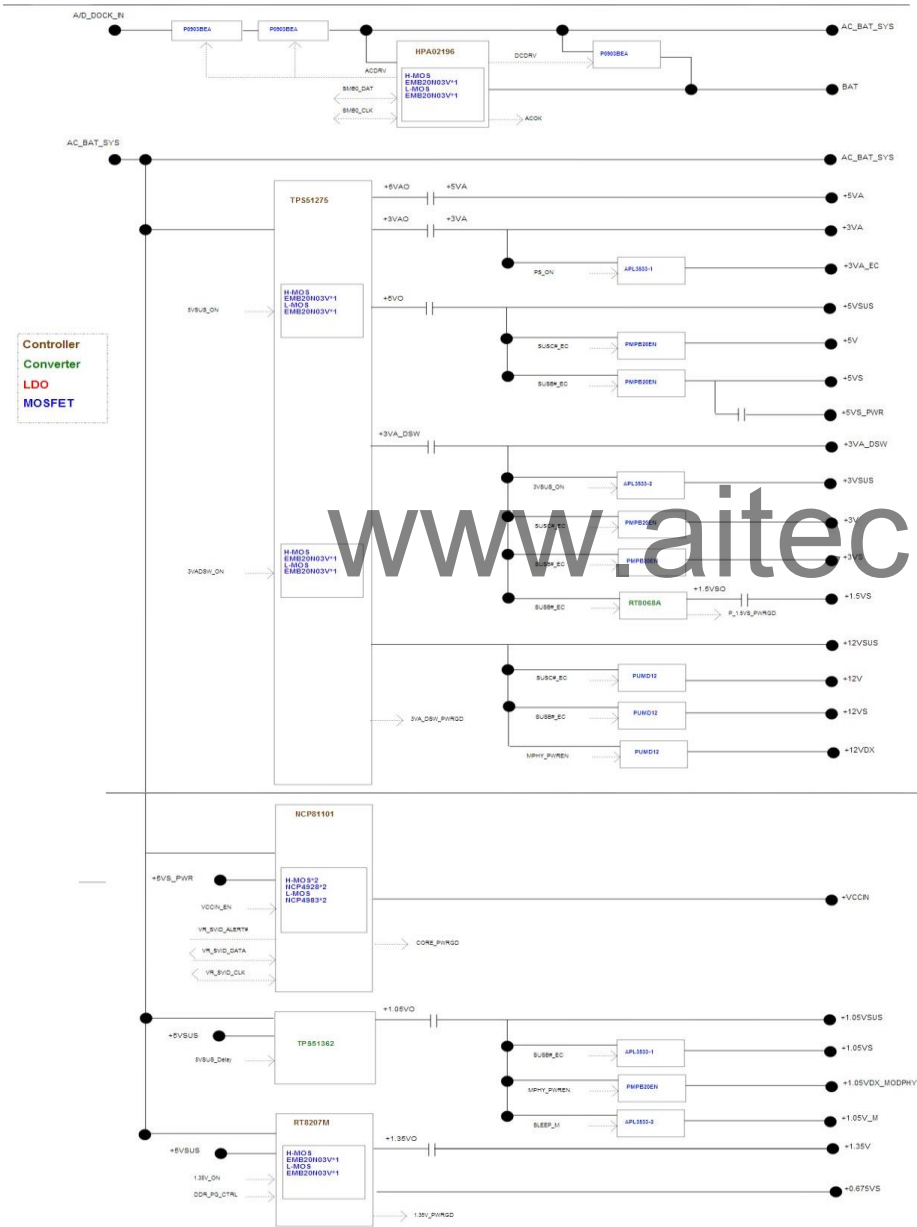 A/D_DOCK_IN
P0903BEA
P0903BEA
AC_BAT_SYS
HPA02196
DCDRV
P0903BEA
ACDRV
H-MOS
EMB20N03V*1
L-MOS
EMB20N03V*1
SMB0_DAT
BAT
SMB0_CLK
ACOK
AC_BAT_SYS
AC_BAT_SYS
TPS51275
+5VAO
+5VA
+5VA
+3VAO
+3VA
+3VA
PS_ON
APL3533-1
+3VA_EC
H-MOS
EMB20N03V*1
L-MOS
EMB20N03V*1
+5VO
5VSUS_ON
+5VSUS
Controller
Converter
LDO
MOSFET
SUSC#_EC
PMPB20EN
+5V
SUSB#_EC
PMPB20EN
+5VS
+5VS_PWR
+3VA_DSW
+3VA_DSW
3VSUS_ON
APL3533-2
+3VSUS
SUSC#_EC
PMPB20EN
+3V
www.aitec
H-MOS
EMB20N03V*1
L-MOS
EMB20N03V*1
3VADSW_ON
SUSB#_EC
PMPB20EN
+3VS
SUSB#_EC
RT8068A
+1.5VSO
+1.5VS
P_1.5VS_PWRGD
+12VSUS
SUSC#_EC
PUMD12
+12V
SUSB#_EC
PUMD12
+12VS
3VA_DSW_PWRGD
MPHY_PWREN
PUMD12
+12VDX
NCP81101
+5VS_PWR
H-MOS*2
NCP4928*2
L-MOS
NCP4983*2
VCCIN_EN
+VCCIN
VR_SVID_ALERT#
VR_SVID_DATA
VR_SVID_CLK
CORE_PWRGD
+1.05VO
+1.05VSUS
+5VSUS
TPS51362
5VSUS_Delay
SUSB#_EC
APL3533-1
+1.05VS
MPHY_PWREN
PMPB20EN
+1.05VDX_MODPHY
SLEEP_M
APL3533-2
+1.05V_M
RT8207M
+1.35VO
+1.35V
+5VSUS
H-MOS
EMB20N03V*1
L-MOS
EMB20N03V*1
1.35V_ON
DDR_PG_CTRL
+0.675VS
1.35V_PWRGD